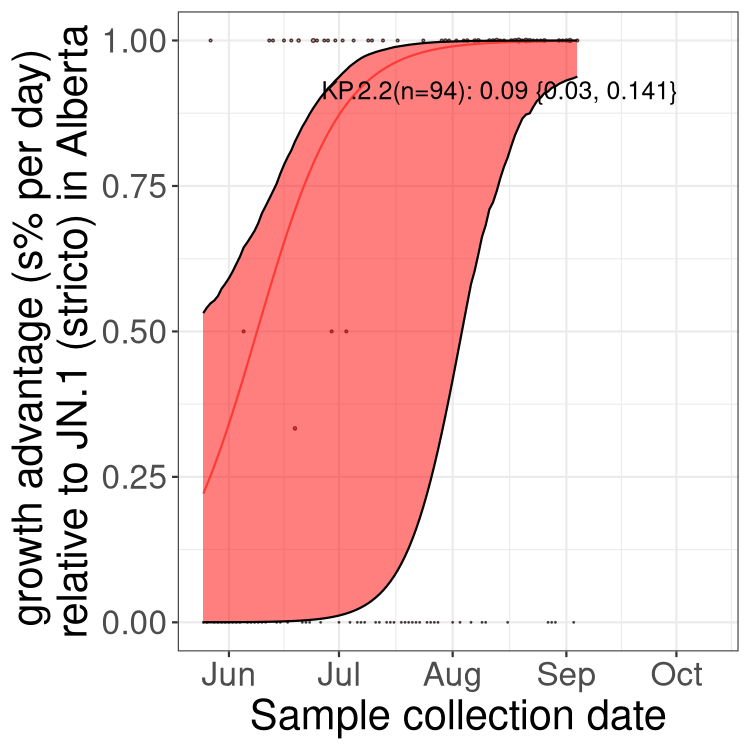 growth advantage (s% per day)
relative to JN.1 (stricto) in Alberta
1.00
0.75
0.50
0.25
0.00
KP.2.2(n=94): 0.09 {0.03, 0.141}
Jun Jul Aug Sep Oct
Sample collection date